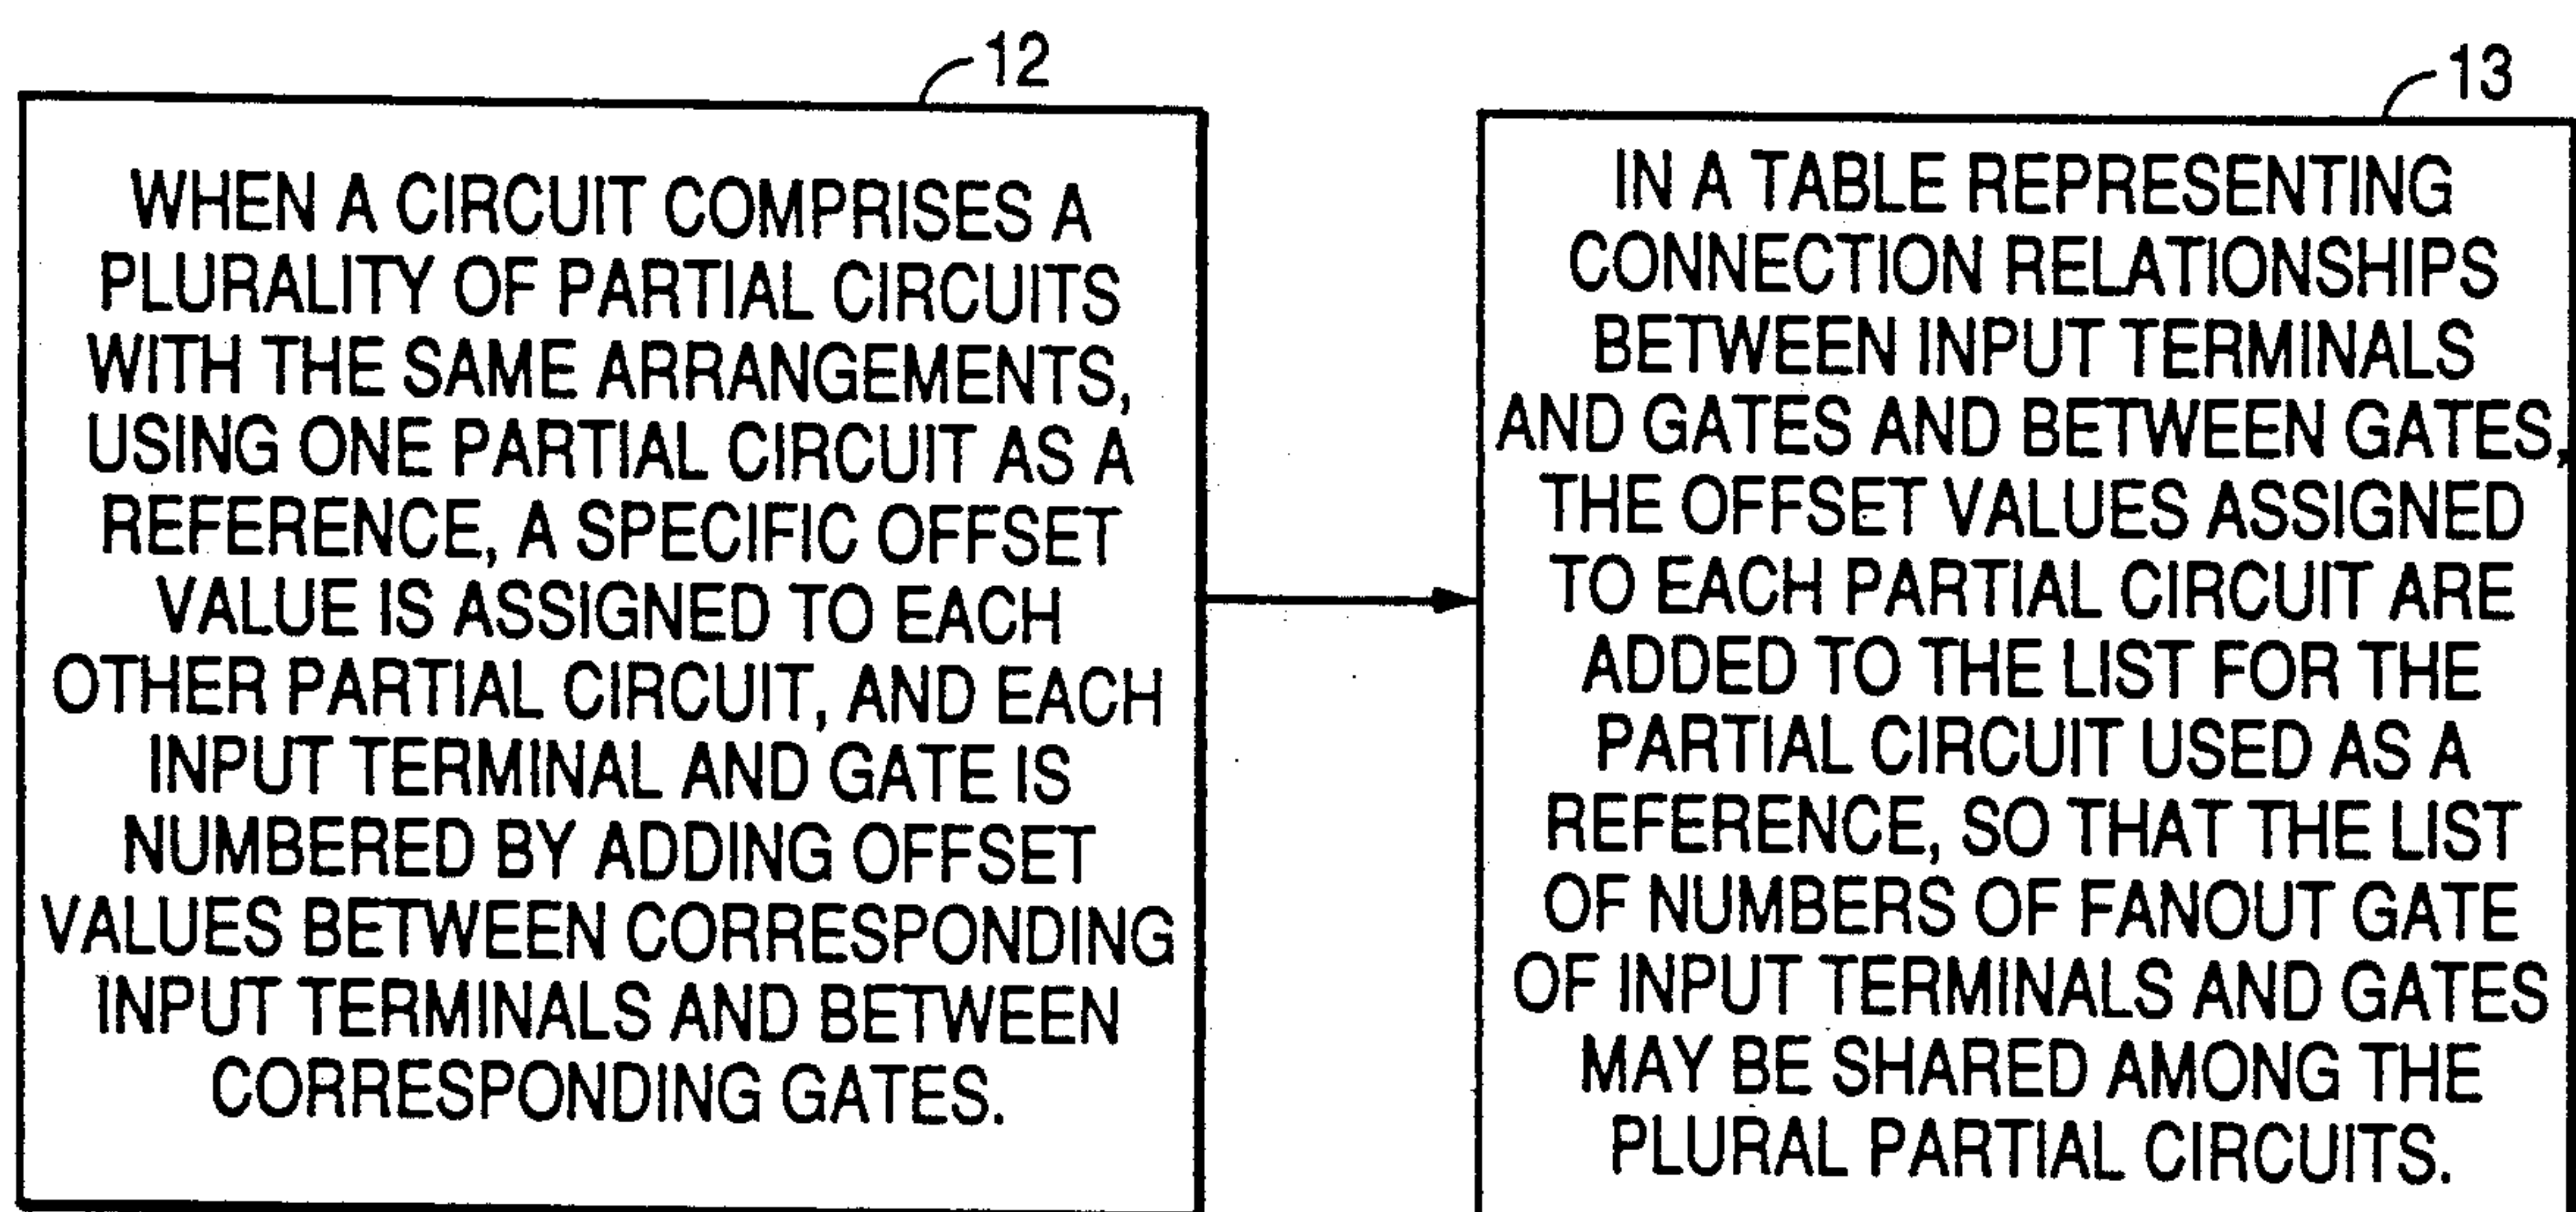 12
WHEN A CIRCUIT COMPRISES A
PLURALITY OF PARTIAL CIRCUITS
WITH THE SAME ARRANGEMENTS,
USING ONE PARTIAL CIRCUIT AS A
REFERENCE, A SPECIFIC OFFSET
VALUE IS ASSIGNED TO EACH
OTHER PARTIAL CIRCUIT, AND EACH
INPUT TERMINAL AND GATE IS
NUMBERED BY ADDING OFFSET
VALUES BETWEEN CORRESPONDING
INPUT TERMINALS AND BETWEEN
CORRESPONDING GATES.
13
IN A TABLE REPRESENTING
CONNECTION RELATIONSHIPS
BETWEEN INPUT TERMINALS
AND GATES AND BETWEEN GATES,
THE OFFSET VALUES ASSIGNED
TO EACH PARTIAL CIRCUIT ARE
ADDED TO THE LIST FOR THE
PARTIAL CIRCUIT USED AS A
REFERENCE, SO THAT THE LIST
OF NUMBERS OF FANOUT GATE
OF INPUT TERMINALS AND GATES
MAY BE SHARED AMONG THE
PLURAL PARTIAL CIRCUITS.